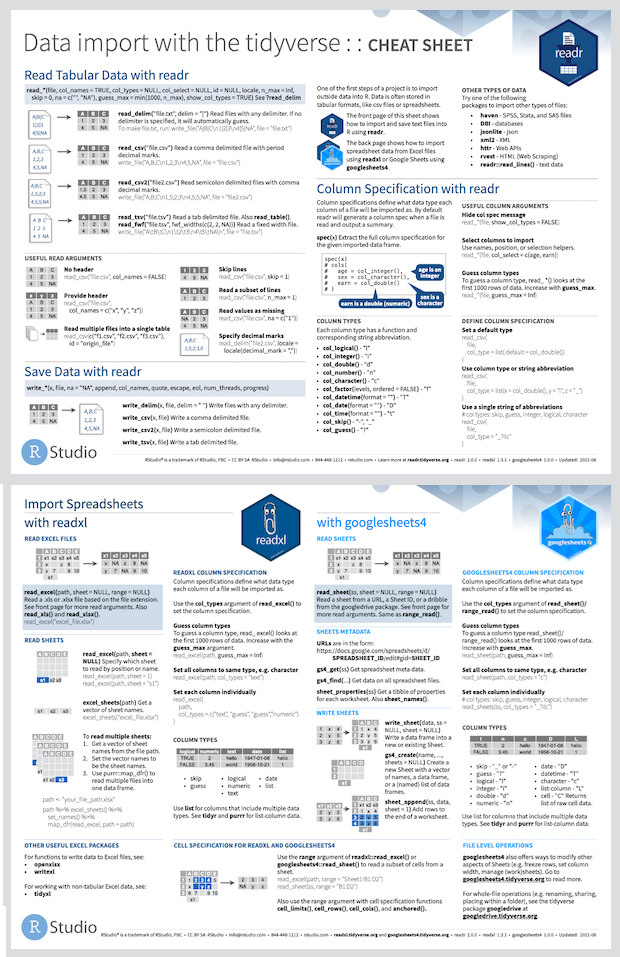 Data import with the tidyverse : : CHEAT SHEET
readr
Read Tabular Data with readr
read_*(file, col_names = TRUE, col_types = NULL, col_select = NULL, id = NULL, locale, n_max = Inf,
skip = 0, na = c("", "NA"), guess_max = min(1000, n_max), show_col_types = TRUE) See ?read_delim
read_delim("file.txt", delim = "|") Read files with any delimiter. If no
delimiter is specified, it will automatically guess.
To make file.txt, run: write_file("A|B|C\n1|2|3\n4|5|NA", file = "file.txt")
read_csv("file.csv") Read a comma delimited file with period
decimal marks.
write_file("A,B,C\n1,2,3\n4,5,NA", file = "file.csv")
read_csv2("file2.csv") Read semicolon delimited files with comma
decimal marks.
write_file("A;B;C\n1,5;2;3\n4,5;5;NA", file = "file2.csv")
read_tsv("file.tsv") Read a tab delimited file. Also read_table().
read_fwf("file.tsv", fwf_widths(c(2, 2, NA))) Read a fixed width file.
write_file("A\tB\tC\n1\t2\t3\n4\t5\tNA\n", file = "file.tsv")
USEFUL READ ARGUMENTS
No header
read_csv("file.csv", col_names = FALSE)
Provide header
read_csv("file.csv",
col_names = c("x", "y", "z"))
Read multiple files into a single table
read_csv(c("f1.csv", "f2.csv", "f3.csv"),
id = "origin_file")
Skip lines
read_csv("file.csv", skip = 1)
Read a subset of lines
read_csv("file.csv", n_max = 1)
Read values as missing
read_csv("file.csv", na = c("1"))
Specify decimal marks
read_delim("file2.csv", locale =
locale(decimal_mark = ","))
Save Data with readr
write_*(x, file, na = "NA", append, col_names, quote, escape, eol, num_threads, progress)
write_delim(x, file, delim = " ") Write files with any delimiter.
write_csv(x, file) Write a comma delimited file.
write_csv2(x, file) Write a semicolon delimited file.
write_tsv(x, file) Write a tab delimited file.
One of the first steps of a project is to import
outside data into R. Data is often stored in
tabular formats, like csv files or spreadsheets.
The front page of this sheet shows
how to import and save text files into
R using readr.
The back page shows how to import
spreadsheet data from Excel files
using readxl or Google Sheets using
googlesheets4.
OTHER TYPES OF DATA
Try one of the following
packages to import other types of files:
• haven - SPSS, Stata, and SAS files
• DBI - databases
• jsonlite - json
• xml2 - XML
• httr - Web APIs
• rvest - HTML (Web Scraping)
• readr::read_lines() - text data
Column Specification with readr
Column specifications define what data type each
column of a file will be imported as. By default
readr will generate a column spec when a file is
read and output a summary.
spec(x) Extract the full column specification for
the given imported data frame.
spec(x)
# cols(
#   age = col_integer(),
#   sex = col_character(),
#   earn = col_double()
# )
age is an
integer
sex is a
character
earn is a double (numeric)
COLUMN TYPES
Each column type has a function and
corresponding string abbreviation.
• col_logical() - "l"
• col_integer() - "i"
• col_double() - "d"
• col_number() - "n"
• col_character() - "c"
• col_factor(levels, ordered = FALSE) - "f"
• col_datetime(format = "") - "T"
• col_date(format = "") - "D"
• col_time(format = "") - "t"
• col_skip() - "-", "_"
• col_guess() - "?"
USEFUL COLUMN ARGUMENTS
Hide col spec message
read_*(file, show_col_types = FALSE)
Select columns to import
Use names, position, or selection helpers.
read_*(file, col_select = c(age, earn))
Guess column types
To guess a column type, read_*() looks at the
first 1000 rows of data. Increase with guess_max.
read_*(file, guess_max = Inf)
DEFINE COLUMN SPECIFICATION
Set a default type
read_csv(
file,
col_type = list(.default = col_double())
)
Use column type or string abbreviation
read_csv(
file,
col_type = list(x = col_double(), y = "l", z = "_")
)
Use a single string of abbreviations
# col types: skip, guess, integer, logical, character
read_csv(
file,
col_type = "_?ilc"
)
R Studio
RStudio® is a trademark of RStudio, PBC • CC BY SA RStudio • info@rstudio.com • 844-448-1212 • rstudio.com • Learn more at readr.tidyverse.org • readr 2.0.0 • readxl 1.3.1 • googlesheets4 1.0.0 • Updated: 2021-08
Import Spreadsheets
with readxl
readxl
READ EXCEL FILES
read_excel(path, sheet = NULL, range = NULL)
Read a .xls or .xlsx file based on the file extension.
See front page for more read arguments. Also
read_xls() and read_xlsx().
read_excel("excel_file.xlsx")
READ SHEETS
read_excel(path, sheet =
NULL) Specify which sheet
to read by position or name.
read_excel(path, sheet = 1)
read_excel(path, sheet = "s1")
excel_sheets(path) Get a
vector of sheet names.
excel_sheets("excel_file.xlsx")
To read multiple sheets:
1. Get a vector of sheet
names from the file path.
2. Set the vector names to
be the sheet names.
3. Use purrr::map_dfr() to
read multiple files into
one data frame.
path <- "your_file_path.xlsx"
path %>% excel_sheets() %>%
set_names() %>%
map_dfr(read_excel, path = path)
OTHER USEFUL EXCEL PACKAGES
For functions to write data to Excel files, see:
• openxlsx
• writexl
For working with non-tabular Excel data, see:
• tidyxl
READXL COLUMN SPECIFICATION
Column specifications define what data type
each column of a file will be imported as.
Use the col_types argument of read_excel() to
set the column specification.
Guess column types
To guess a column type, read_excel() looks at
the first 1000 rows of data. Increase with the
guess_max argument.
read_excel(path, guess_max = Inf)
Set all columns to same type, e.g. character
read_excel(path, col_types = "text")
Set each column individually
read_excel(
path,
col_types = c("text", "guess", "guess","numeric")
)
COLUMN TYPES
logical numeric text date list
TRUE 2 hello 1947-01-08 hello
FALSE 3.45 world 1956-10-21 1
• skip
• guess
• logical
• numeric
• text
• date
• list
Use list for columns that include multiple data
types. See tidyr and purrr for list-column data.
CELL SPECIFICATION FOR READXL AND GOOGLESHEETS4
Use the range argument of readxl::read_excel() or
googlesheets4::read_sheet() to read a subset of cells from a
sheet.
read_excel(path, range = "Sheet1!B1:D2")
read_sheet(ss, range = "B1:D2")
Also use the range argument with cell specification functions
cell_limits(), cell_rows(), cell_cols(), and anchored().
with googlesheets4
googlesheets4
READ SHEETS
read_sheet(ss, sheet = NULL, range = NULL)
Read a sheet from a URL, a Sheet ID, or a dribble
from the googledrive package. See front page for
more read arguments. Same as range_read().
SHEETS METADATA
URLs are in the form:
https://docs.google.com/spreadsheets/d/
SPREADSHEET_ID/edit#gid=SHEET_ID
gs4_get(ss) Get spreadsheet meta data.
gs4_find(...) Get data on all spreadsheet files.
sheet_properties(ss) Get a tibble of properties
for each worksheet. Also sheet_names().
WRITE SHEETS
write_sheet(data, ss =
NULL, sheet = NULL)
Write a data frame into a
new or existing Sheet.
gs4_create(name, ...,
sheets = NULL) Create a
new Sheet with a vector
of names, a data frame,
or a (named) list of data
frames.
sheet_append(ss, data,
sheet = 1) Add rows to
the end of a worksheet.
GOOGLESHEETS4 COLUMN SPECIFICATION
Column specifications define what data type
each column of a file will be imported as.
Use the col_types argument of read_sheet()/
range_read() to set the column specification.
Guess column types
To guess a column type read_sheet()/
range_read() looks at the first 1000 rows of data.
Increase with guess_max.
read_sheet(path, guess_max = Inf)
Set all columns to same type, e.g. character
read_sheet(path, col_types = "c")
Set each column individually
# col types: skip, guess, integer, logical, character
read_sheets(ss, col_types = "_?ilc")
COLUMN TYPES
l n c D L
TRUE 2 hello 1947-01-08 hello
FALSE 3.45 world 1956-10-21 1
• skip - "_" or "-"
• guess - "?"
• logical - "l"
• integer - "i"
• double - "d"
• numeric - "n"
• date - "D"
• datetime - "T"
• character - "c"
• list-column - "L"
• cell - "C" Returns
list of raw cell data.
Use list for columns that include multiple data
types. See tidyr and purrr for list-column data.
FILE LEVEL OPERATIONS
googlesheets4 also offers ways to modify other
aspects of Sheets (e.g. freeze rows, set column
width, manage (work)sheets). Go to
googlesheets4.tidyverse.org to read more.
For whole-file operations (e.g. renaming, sharing,
placing within a folder), see the tidyverse
package googledrive at
googledrive.tidyverse.org.
R Studio
RStudio® is a trademark of RStudio, PBC • CC BY SA RStudio • info@rstudio.com • 844-448-1212 • rstudio.com • Learn more at readxl.tidyverse.org and googlesheets4.tidyverse.org • readr 2.0.0 • readxl 1.3.1 • googlesheets4 1.0.0 • Updated: 2021-08